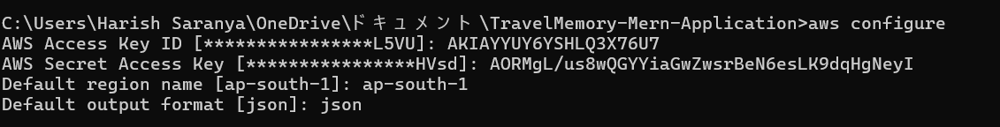 C:\Users\Harish Saranya\OneDrive\ドキュメント\TravelMemory-Mern-Application>aws configure
AWS Access Key ID [****************L5VU]: AKIAYYUY6YSHLQ3X76U7
AWS Secret Access Key [****************HVsd]: 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
Default region name [ap-south-1]: ap-south-1
Default output format [json]: json